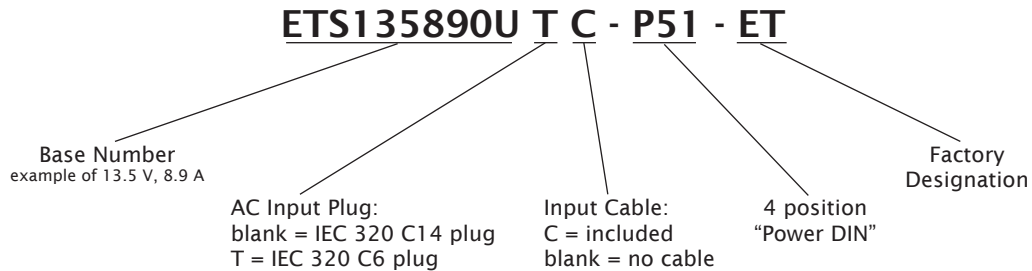 ETS135890U T C - P51 - ET
Base Number
example of 13.5 V, 8.9 A
AC Input Plug:
blank = IEC 320 C14 plug
T = IEC 320 C6 plug
Input Cable:
C = included
blank = no cable
4 position
“Power DIN”
Factory
Designation